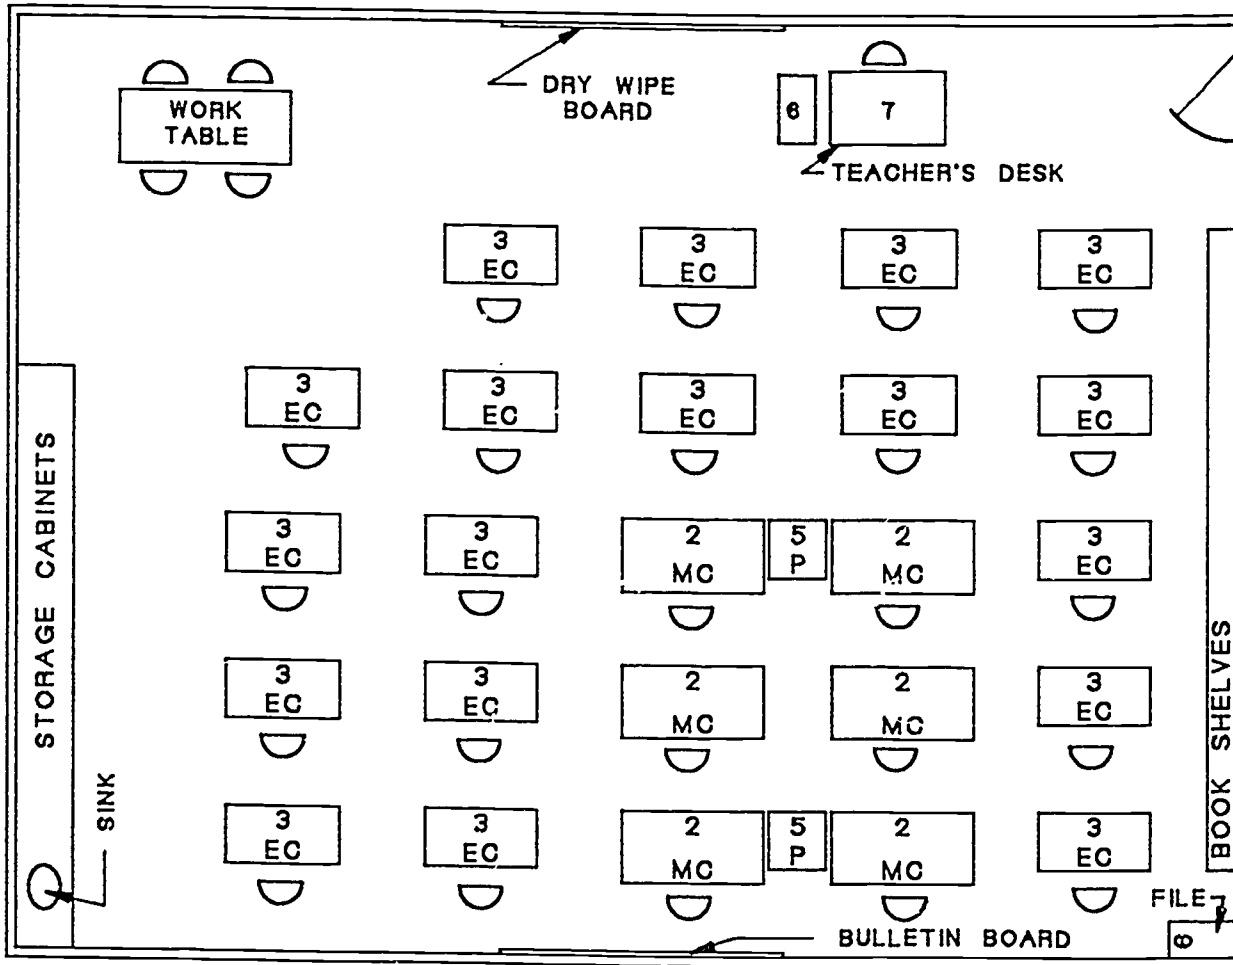 DRY WIPE
BOARD
WORK
TABLE
6
7
TEACHER'S DESK
3
EC
3
EC
3
EC
3
EC
3
EC
3
EC
3
EC
3
EC
3
EC
3
EC
3
EC
2
MC
5
P
2
MC
3
EC
3
EC
3
EC
2
MC
2
MC
3
EC
3
EC
3
EC
2
MC
5
P
2
MC
3
EC
STORAGE CABINETS
SINK
BOOK SHELVES
FILE
6
BULLETIN BOARD